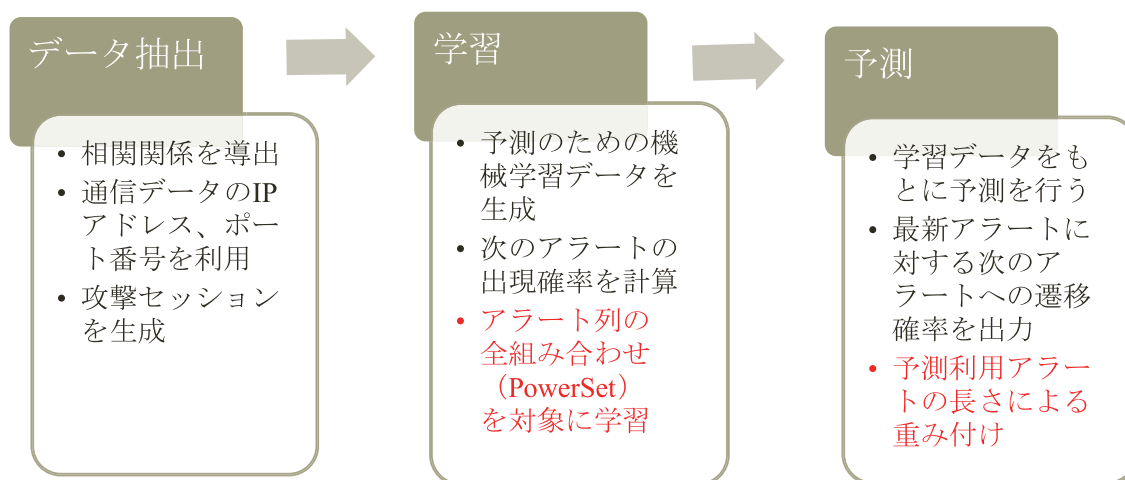 データ抽出
• 相関関係を導出
• 通信データのIP
アドレス、ポー
ト番号を利用
• 攻撃セッション
を生成
学習
• 予測のための機
械学習データを
生成
• 次のアラートの
出現確率を計算
• アラート列の
全組み合わせ
（PowerSet）
を対象に学習
予測
• 学習データをも
とに予測を行う
• 最新アラートに
対する次のア
ラートへの遷移
確率を出力
• 予測利用アラー
トの長さによる
重み付け